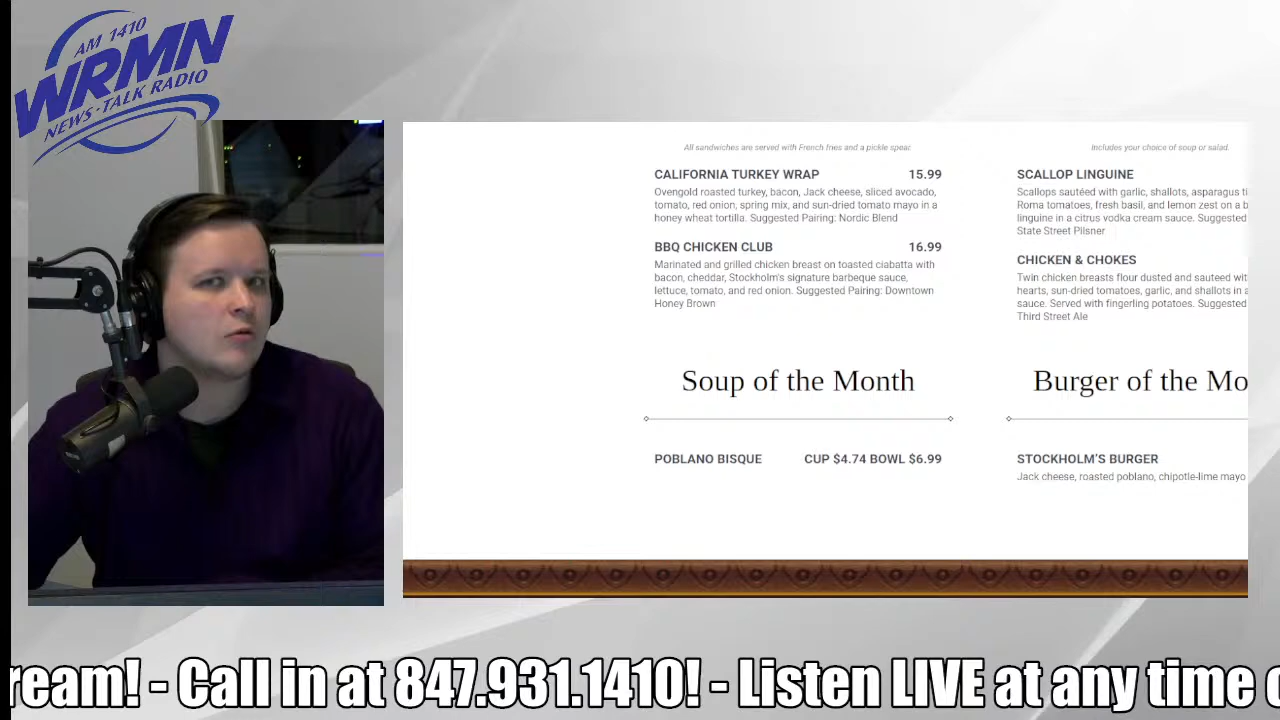 AM 1410
WRMN
NEWS-TALK RADIO
All sandwiches are served with French fries and a pickle spear.
CALIFORNIA TURKEY WRAP 15.99
Ovengold roasted turkey, bacon, Jack cheese, sliced avocado,
tomato, red onion, spring mix, and sun-dried tomato mayo in a
honey wheat tortilla. Suggested Pairing: Nordic Blend
BBQ CHICKEN CLUB 16.99
Marinated and grilled chicken breast on toasted ciabatta with
bacon, cheddar, Stockholm's signature barbeque sauce,
lettuce, tomato, and red onion. Suggested Pairing: Downtown
Honey Brown
Soup of the Month
POBLANO BISQUE CUP $4.74 BOWL $6.99
Includes your choice of soup or salad.
SCALLOP LINGUINE
Scallops sautéed with garlic, shallots, asparagus ti
Roma tomatoes, fresh basil, and lemon zest on a b
linguine in a citrus vodka cream sauce. Suggested
State Street Pilsner
CHICKEN & CHOKES
Twin chicken breasts flour dusted and sauteed wit
hearts, sun-dried tomatoes, garlic, and shallots in a
sauce. Served with fingerling potatoes. Suggested
Third Street Ale
Burger of the Mo
STOCKHOLM'S BURGER
Jack cheese, roasted poblano, chipotle-lime mayo
ream! - Call in at 847.931.1410! - Listen LIVE at any time o